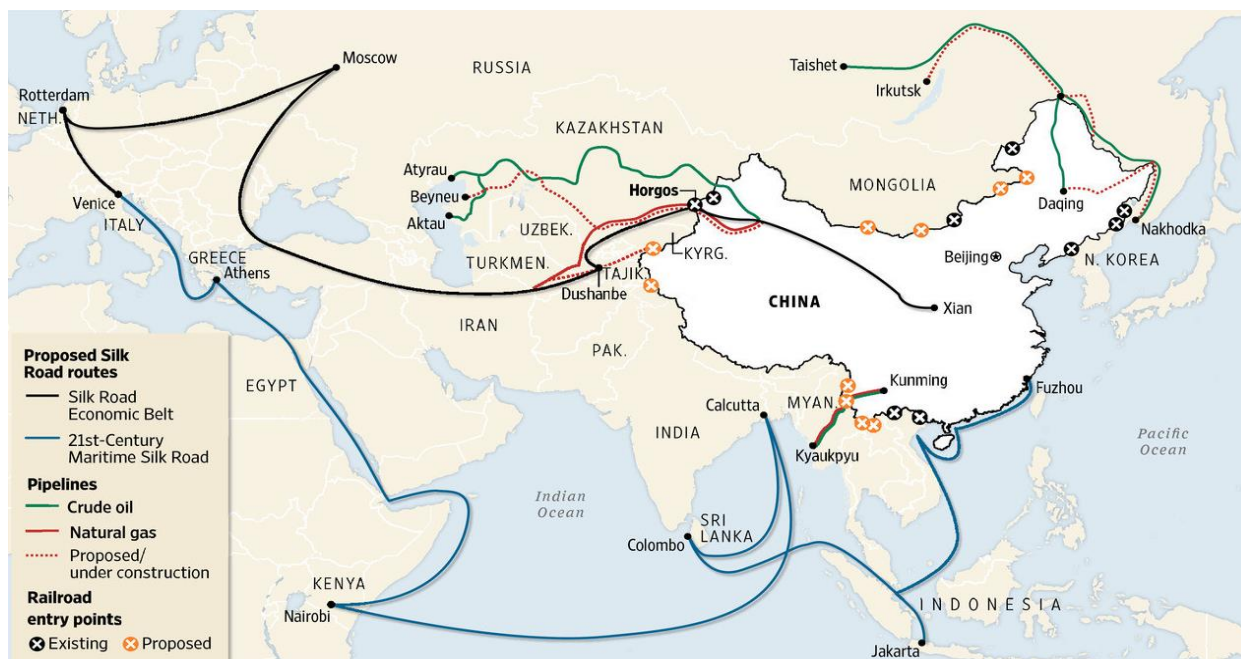 Moscow
RUSSIA
Taishet
Irkutsk
Rotterdam
NETH.
KAZAKHSTAN
Atyrau
Beyneu
Aktau
Horgos
MONGOLIA
Daqing
Nakhodka
Venice
ITALY
UZBEK.
KYRG.
Beijing
N. KOREA
GREECE
Athens
TURKMEN.
TAJIK.
Dushanbe
CHINA
Xian
IRAN
PAK.
EGYPT
Calcutta
MYAN.
Kunming
Fuzhou
INDIA
Kyaukpyu
Pacific
Ocean
Indian
Ocean
SRI
LANKA
Colombo
KENYA
Nairobi
INDONESIA
Jakarta
Proposed Silk
Road routes
Silk Road
Economic Belt
21st-Century
Maritime Silk Road
Pipelines
Crude oil
Natural gas
Proposed/
under construction
Railroad
entry points
Existing
Proposed